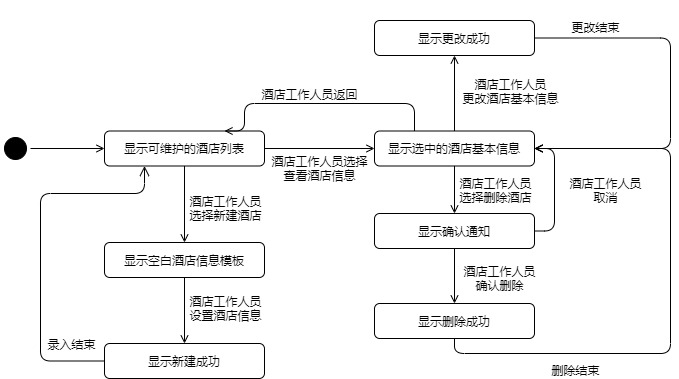 显示更改成功
更改结束
酒店工作人员
更改酒店基本信息
酒店工作人员返回
显示可维护的酒店列表
酒店工作人员选择
查看酒店信息
显示选中的酒店基本信息
酒店工作人员
选择新建酒店
酒店工作人员
选择删除酒店
酒店工作人员
取消
显示确认通知
显示空白酒店信息模板
酒店工作人员
确认删除
酒店工作人员
设置酒店信息
显示删除成功
录入结束
显示新建成功
删除结束